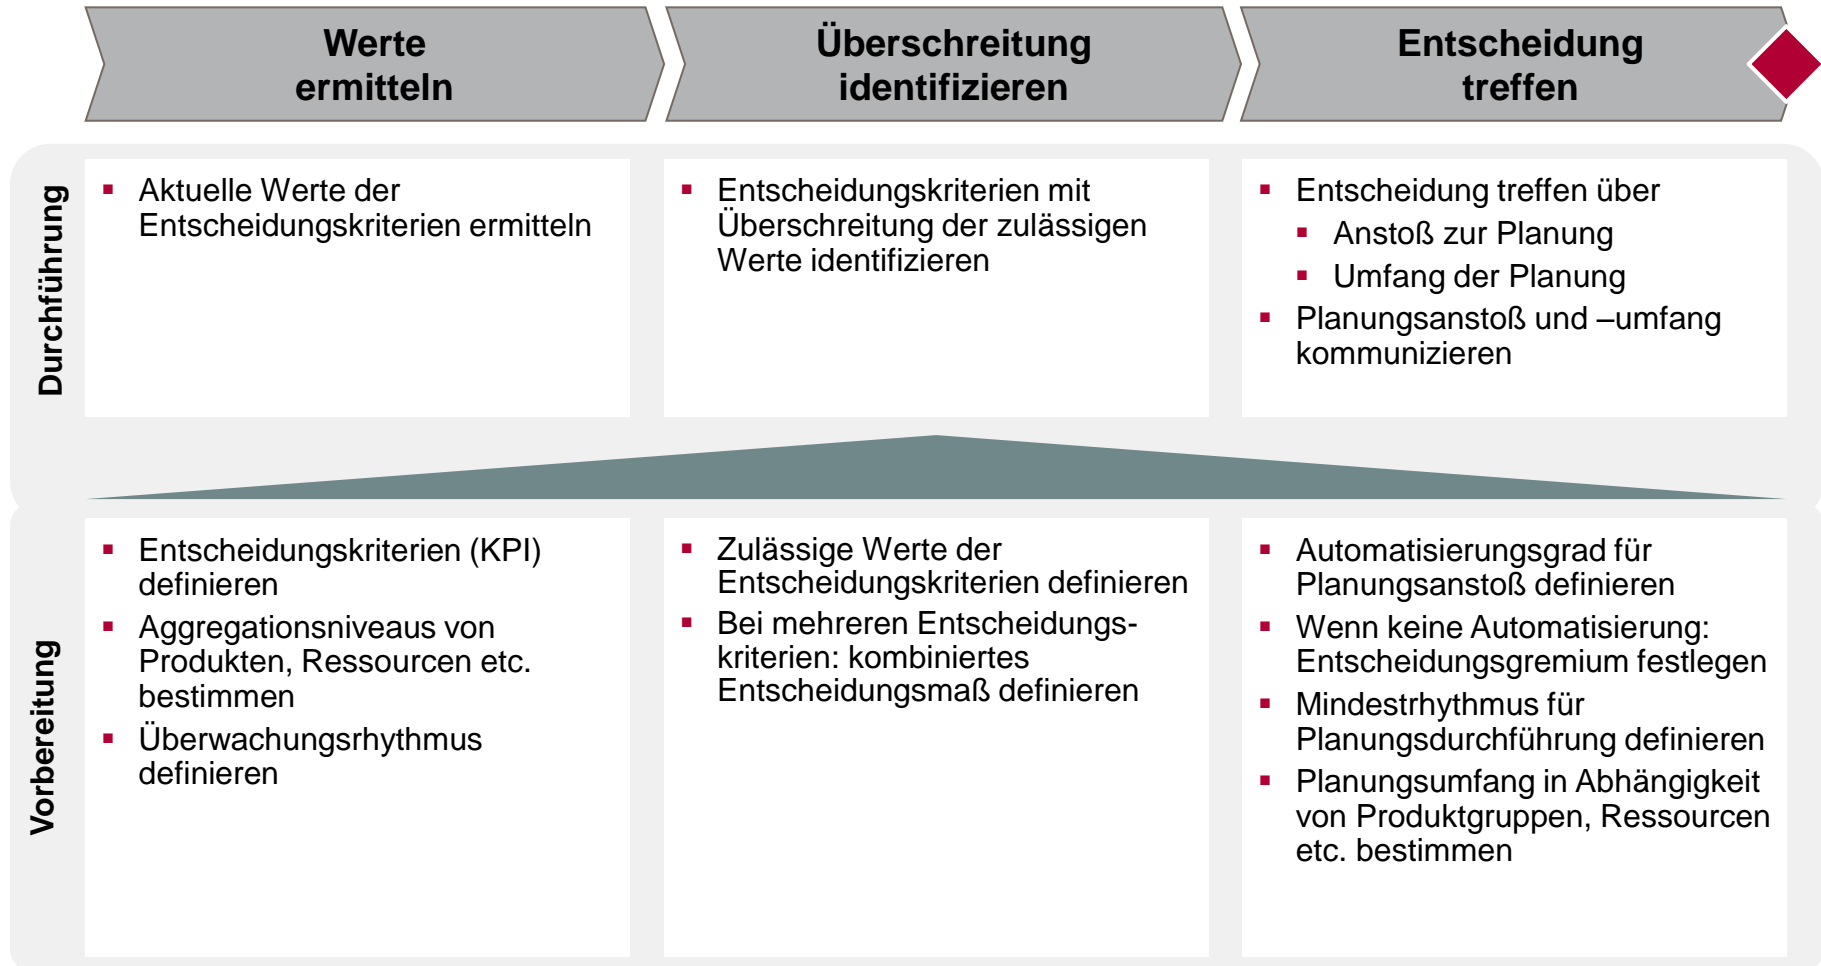 Werte
ermitteln
Überschreitung
identifizieren
Entscheidung
treffen
Durchführung
Aktuelle Werte der
Entscheidungskriterien ermitteln
Entscheidungskriterien mit
Überschreitung der zulässigen
Werte identifizieren
Entscheidung treffen über
Anstoß zur Planung
Umfang der Planung
Planungsanstoß und –umfang
kommunizieren
Vorbereitung
Entscheidungskriterien (KPI)
definieren
Aggregationsniveaus von
Produkten, Ressourcen etc.
bestimmen
Überwachungsrhythmus
definieren
Zulässige Werte der
Entscheidungskriterien definieren
Bei mehreren Entscheidungs-
kriterien: kombiniertes
Entscheidungsmaß definieren
Automatisierungsgrad für
Planungsanstoß definieren
Wenn keine Automatisierung:
Entscheidungsgremium festlegen
Mindestrhythmus für
Planungsdurchführung definieren
Planungsumfang in Abhängigkeit
von Produktgruppen, Ressourcen
etc. bestimmen